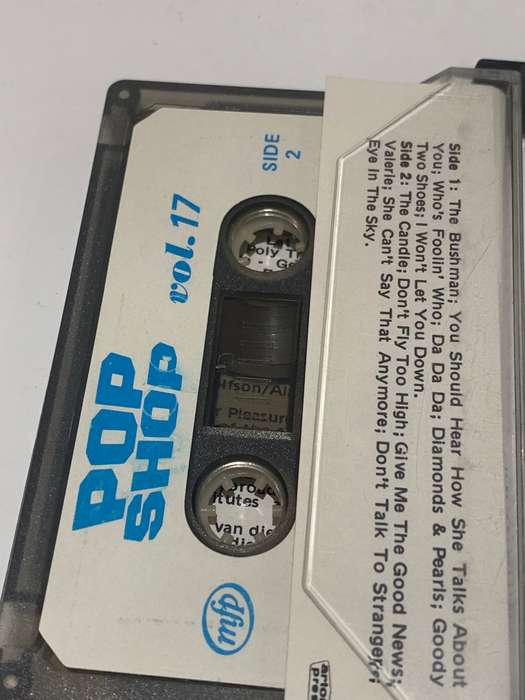 Side 1: The Bushman; You Should Hear How She Talks About
You; Who's Foolin' Who; Da Da Da; Diamonds & Pearls; Goody
Two Shoes; I Won't Let You Down.
Side 2: The Candle; Don't Fly Too High; Give Me The Good News;
Valerie; She Can't Say That Anymore; Don't Talk To Strangers;
Eye In The Sky.
SIDE
2
vol.17
POP
SHOP
dfm
van die